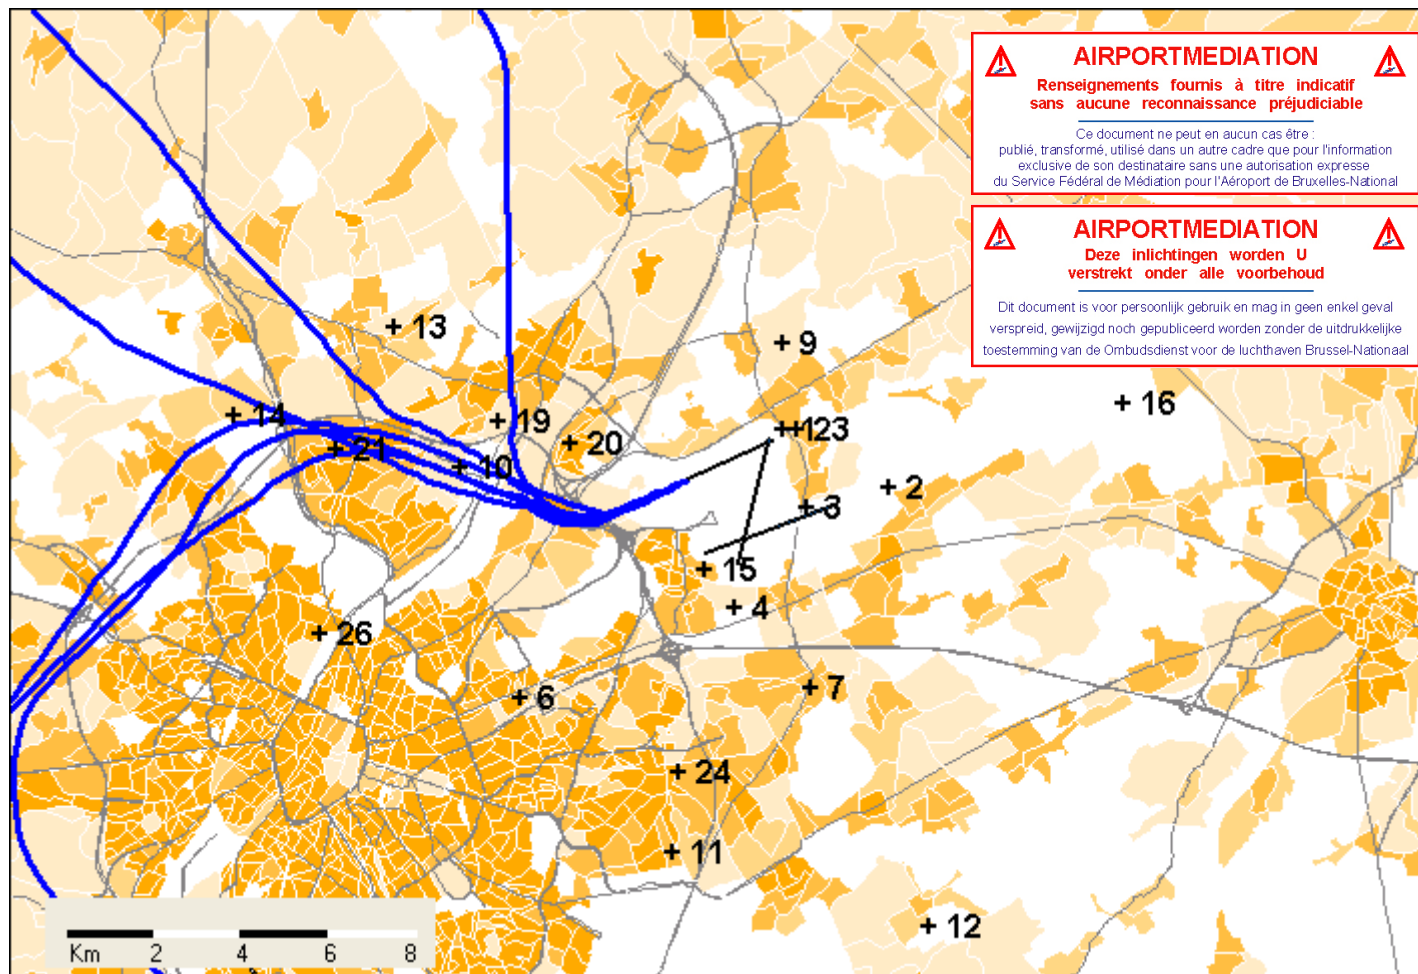 AIRPORTMEDIATION
Renseignements fournis à titre indicatif
sans aucune reconnaissance préjudiciable
Ce document ne peut en aucun cas être :
publié, transformé, utilisé dans un autre cadre que pour l'information
exclusive de son destinataire sans une autorisation expresse
du Service Fédéral de Médiation pour l'Aéroport de Bruxelles-National
AIRPORTMEDIATION
Deze inlichtingen worden U
verstrekt onder alle voorbehoud
Dit document is voor persoonlijk gebruik en mag in geen enkel geval
verspreid, gewijzigd noch gepubliceerd worden zonder de uitdrukkelijke
toestemming van de Ombudsdienst voor de luchthaven Brussel-Nationaal
+ 13
+ 9
+ 16
+ 14
+ 19
++123
+ 20
+ 21
+ 10
+ 2
+ 3
+ 15
+ 4
+ 26
+ 7
+ 6
+ 24
+ 11
+ 12
Km 2 4 6 8